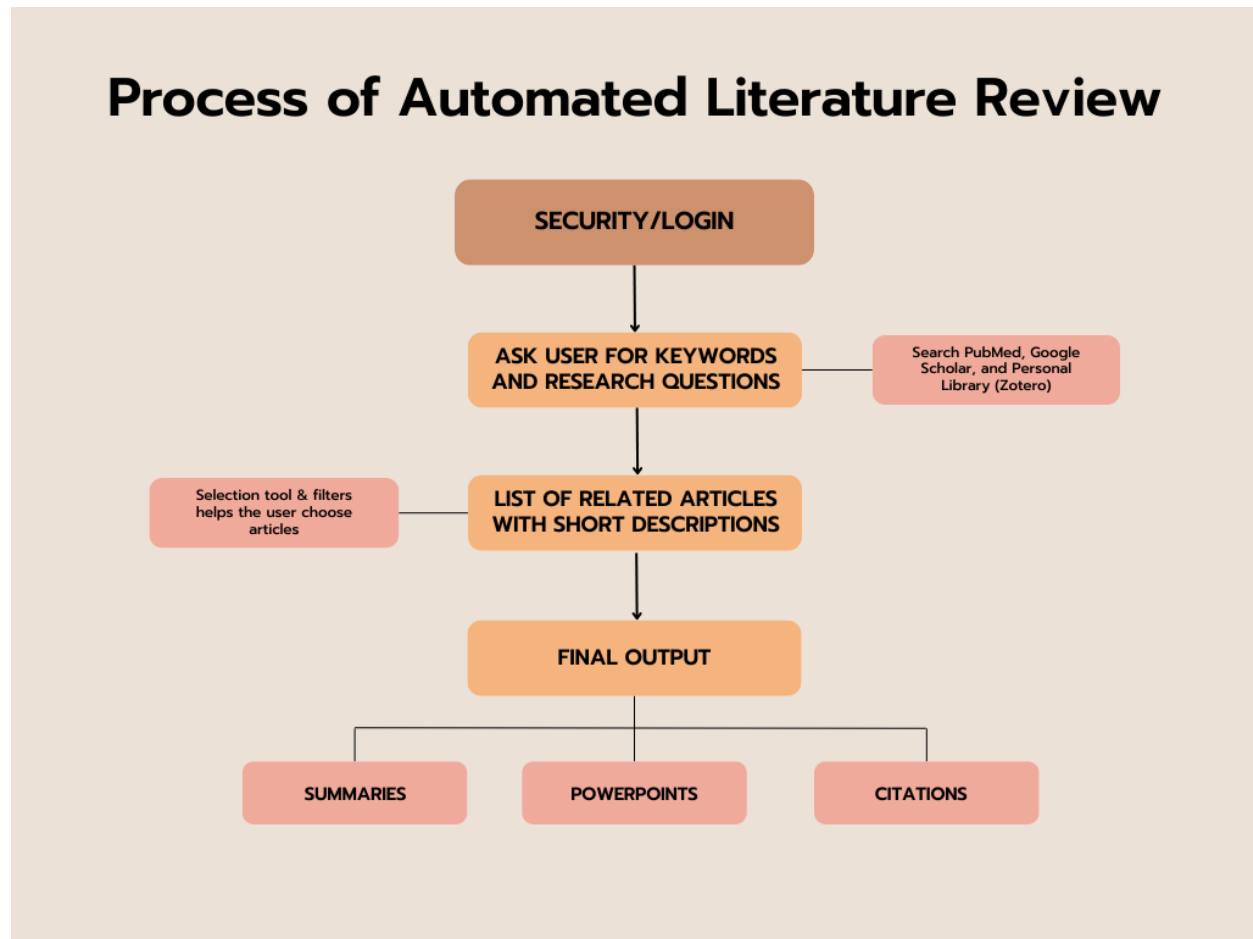 Process of Automated Literature Review
SECURITY/LOGIN
ASK USER FOR KEYWORDS
AND RESEARCH QUESTIONS
Search PubMed, Google
Scholar, and Personal
Library (Zotero)
Selection tool & filters
helps the user choose
articles
LIST OF RELATED ARTICLES
WITH SHORT DESCRIPTIONS
FINAL OUTPUT
SUMMARIES
POWERPOINTS
CITATIONS